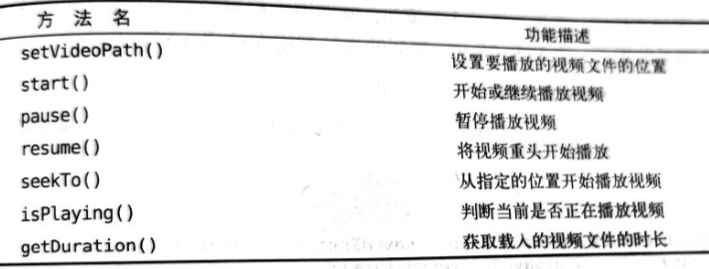 方 法 名 功能描述
setVideoPath() 设置要播放的视频文件的位置
start() 开始或继续播放视频
pause() 暂停播放视频
resume() 将视频重头开始播放
seekTo() 从指定的位置开始播放视频
isPlaying() 判断当前是否正在播放视频
getDuration() 获取载入的视频文件的时长